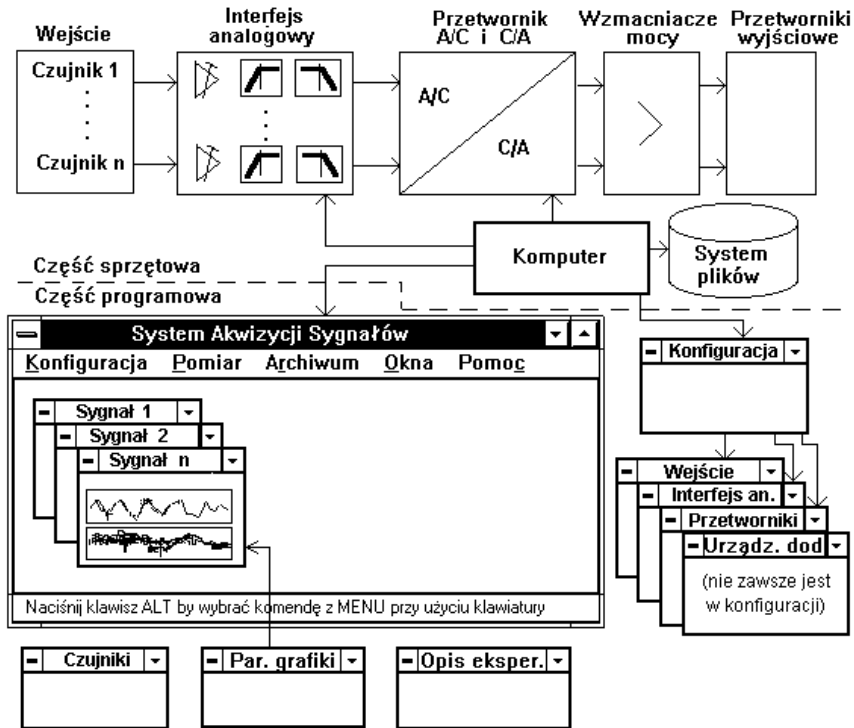 Wejście
Interfejs
analogowy
Przetwornik
A/C i C/A
Wzmacniacze
mocy
Przetworniki
wyjściowe
Czujnik 1
Czujnik n
A/C
C/A
Komputer
System
plików
Część sprzętowa
Część programowa
System Akwizycji Sygnałów
Konfiguracja Pomiar Archiwum Okna Pomoc
Sygnał 1
Sygnał 2
Sygnał n
Naciśnij klawisz ALT by wybrać komendę z MENU przy użyciu klawiatury
Konfiguracja
Wejście
Interfejs an.
Przetworniki
Urządz. dod
(nie zawsze jest
w konfiguracji)
Czujniki
Par. grafiki
Opis eksper.